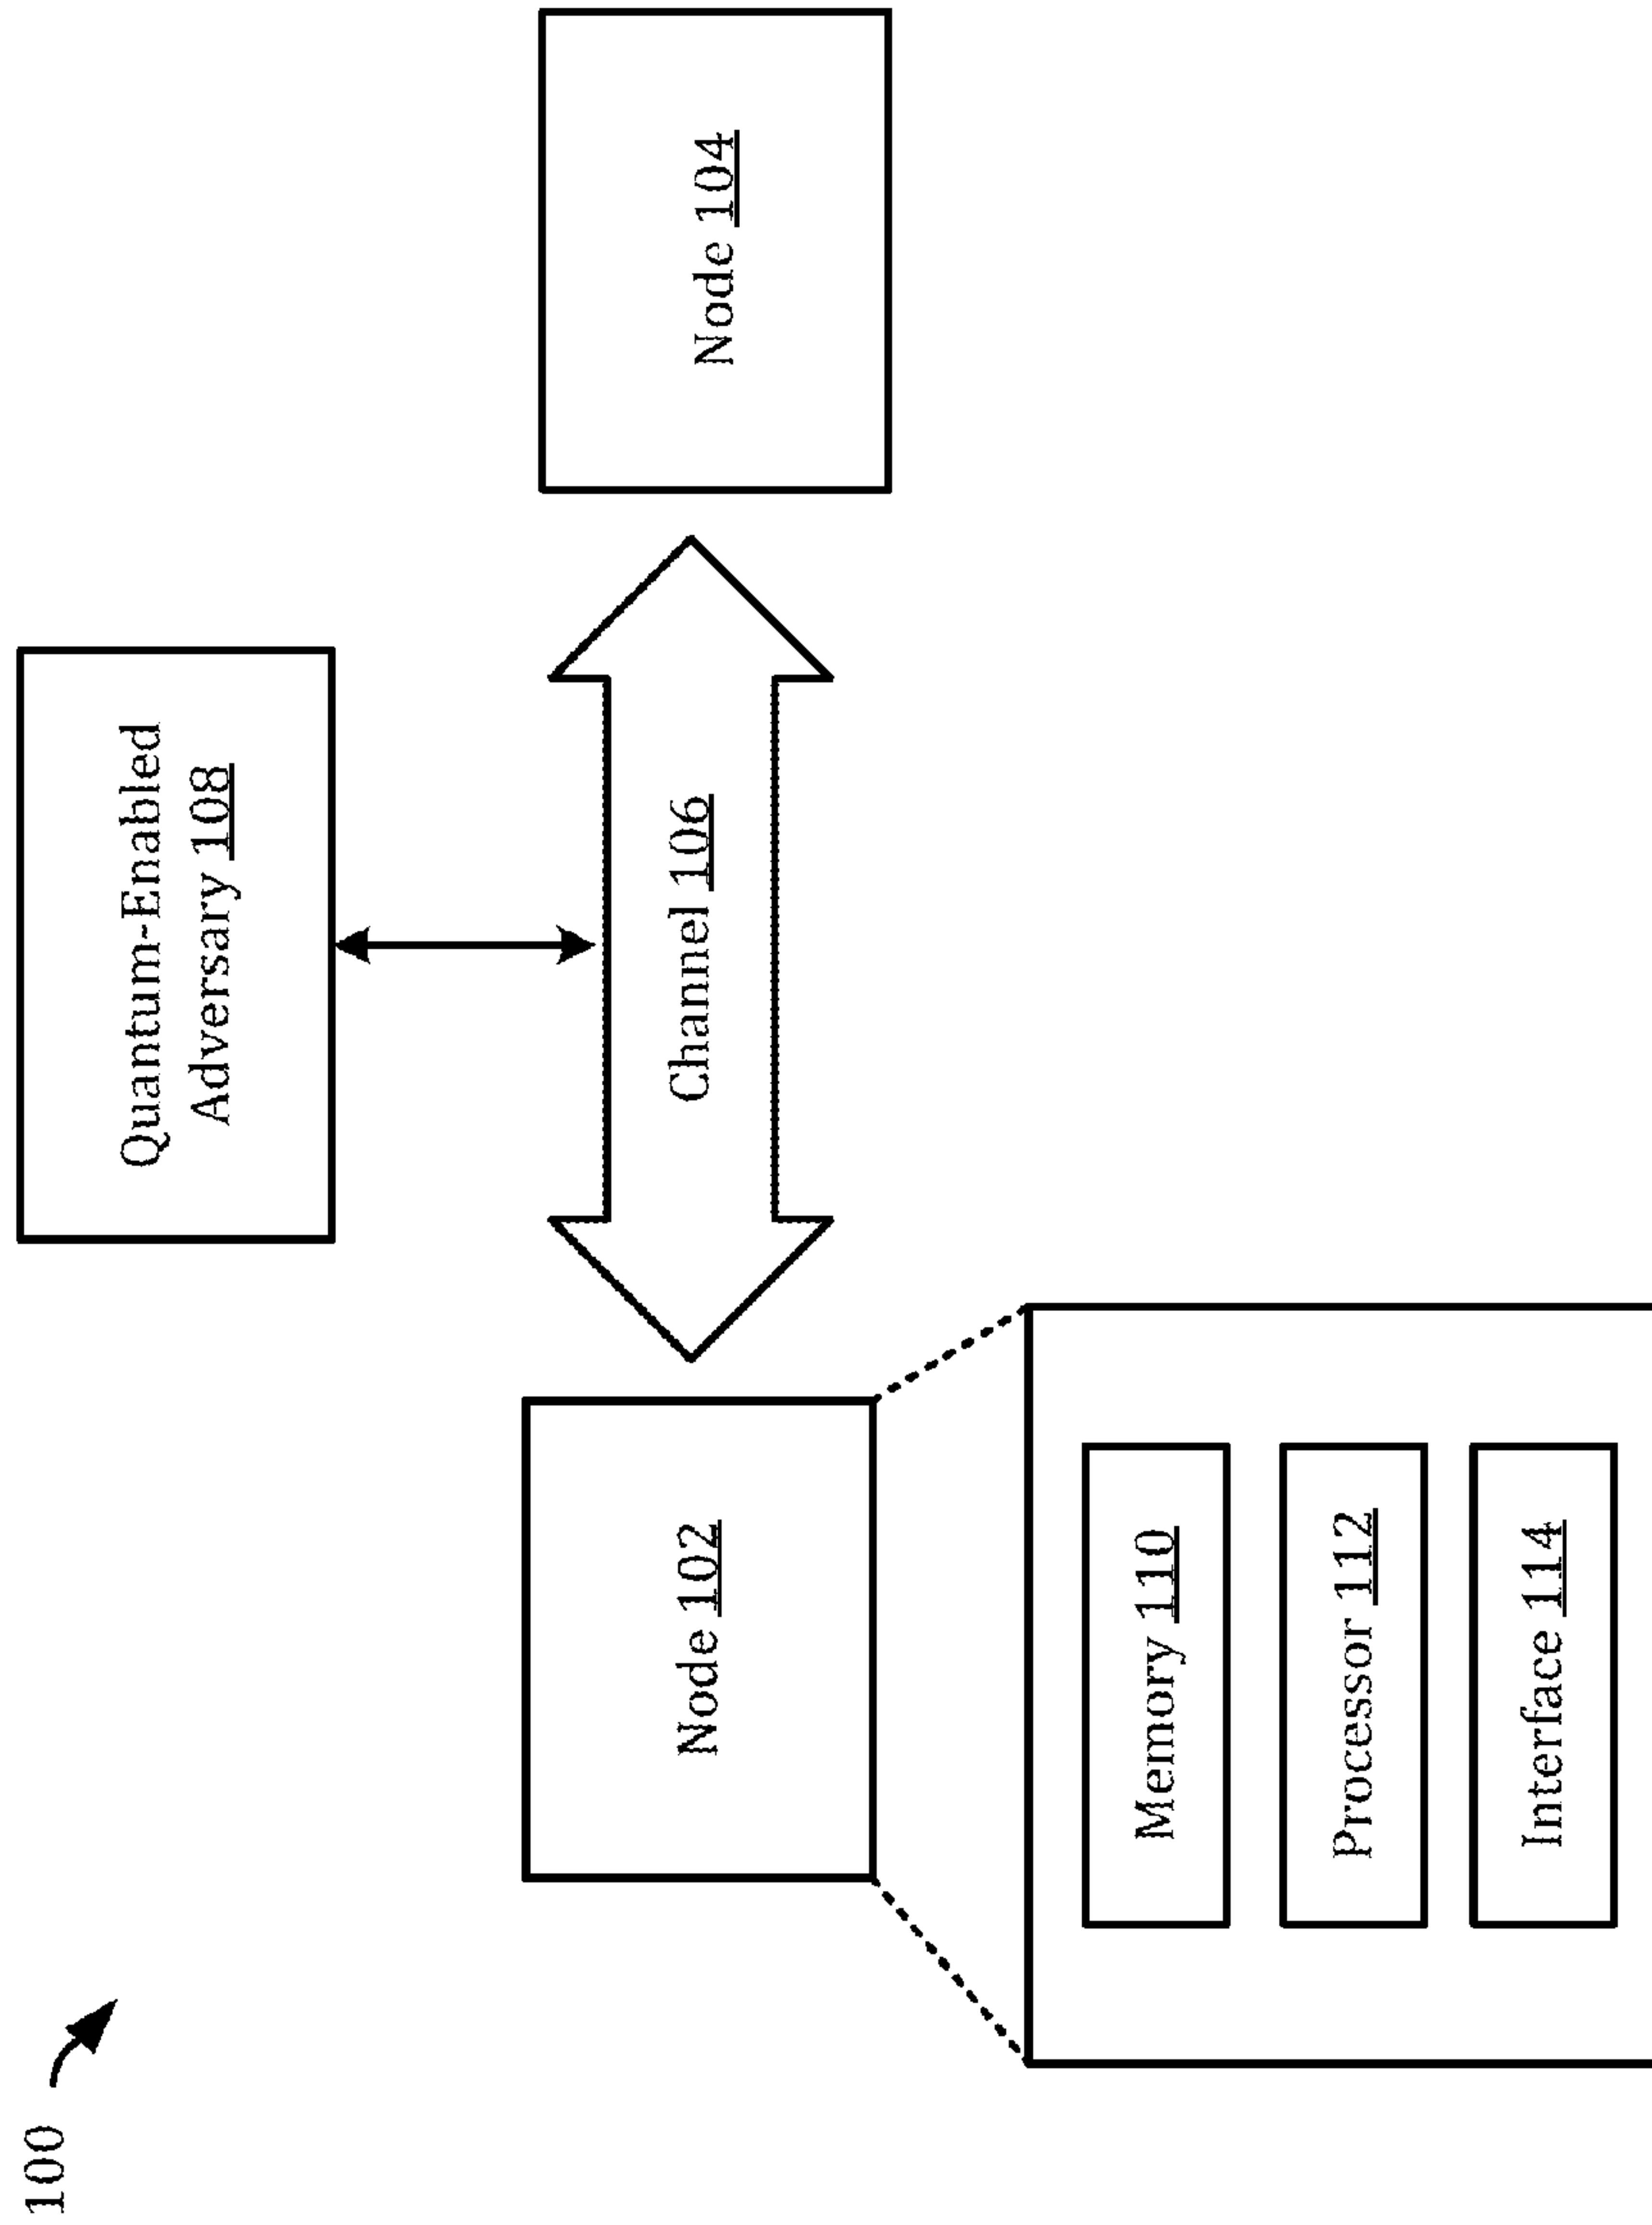 100
Quantum-Enabled
Adversary 108
Node 102
Channel 106
Node 104
Memory 110
Processor 112
Interface 114